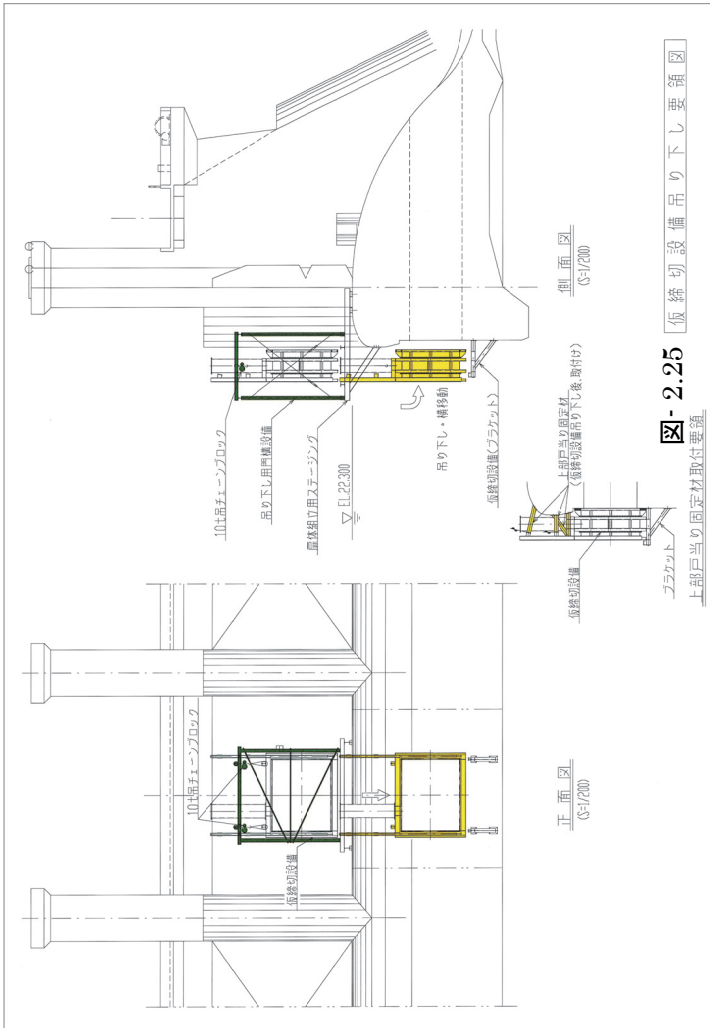 10t吊チェーンブロック
仮締切設備
正面図
(S=1/200)
10t吊チェーンブロック
吊り下し用門構設備
扉体組立用ステージング
▽ EL22.300
吊り下し・横移動
仮締切設備(ブラケット)
側面図
(S=1/200)
上部戸当り固定材
(仮締切設備吊り下し後、取付け)
仮締切設備
ブラケット
上部戸当り固定材取付要領
図- 2.25
仮締切設備吊り下し要領図